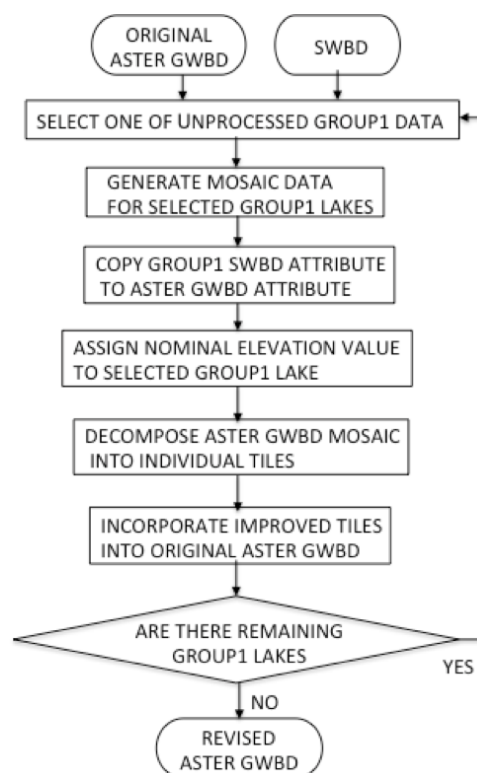 ORIGINAL
ASTER GWBD
SWBD
SELECT ONE OF UNPROCESSED GROUP1 DATA
GENERATE MOSAIC DATA
FOR SELECTED GROUP1 LAKES
COPY GROUP1 SWBD ATTRIBUTE
TO ASTER GWBD ATTRIBUTE
ASSIGN NOMINAL ELEVATION VALUE
TO SELECTED GROUP1 LAKE
DECOMPOSE ASTER GWBD MOSAIC
INTO INDIVIDUAL TILES
INCORPORATE IMPROVED TILES
INTO ORIGINAL ASTER GWBD
ARE THERE REMAINING
GROUP1 LAKES
YES
NO
REVISED
ASTER GWBD